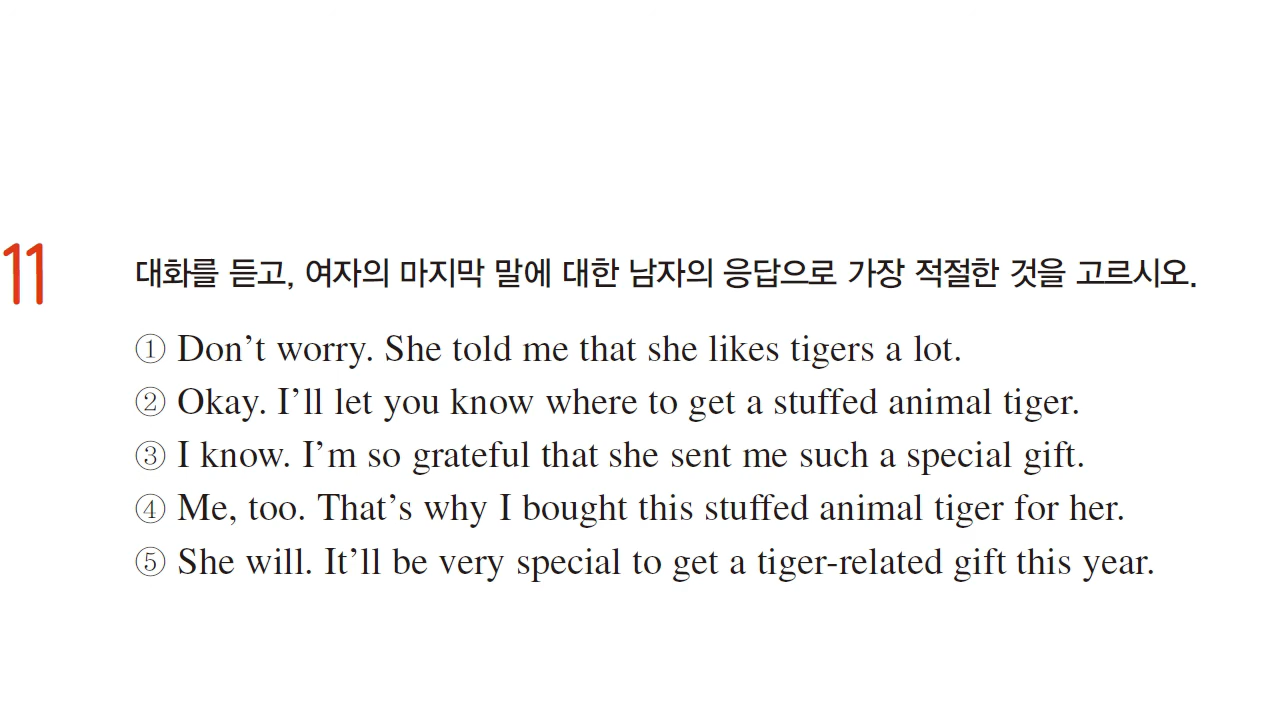 11
대화를 듣고, 여자의 마지막 말에 대한 남자의 응답으로 가장 적절한 것을 고르시오.
① Don’t worry. She told me that she likes tigers a lot.
② Okay. I’ll let you know where to get a stuffed animal tiger.
③ I know. I’m so grateful that she sent me such a special gift.
④ Me, too. That’s why I bought this stuffed animal tiger for her.
⑤ She will. It’ll be very special to get a tiger-related gift this year.